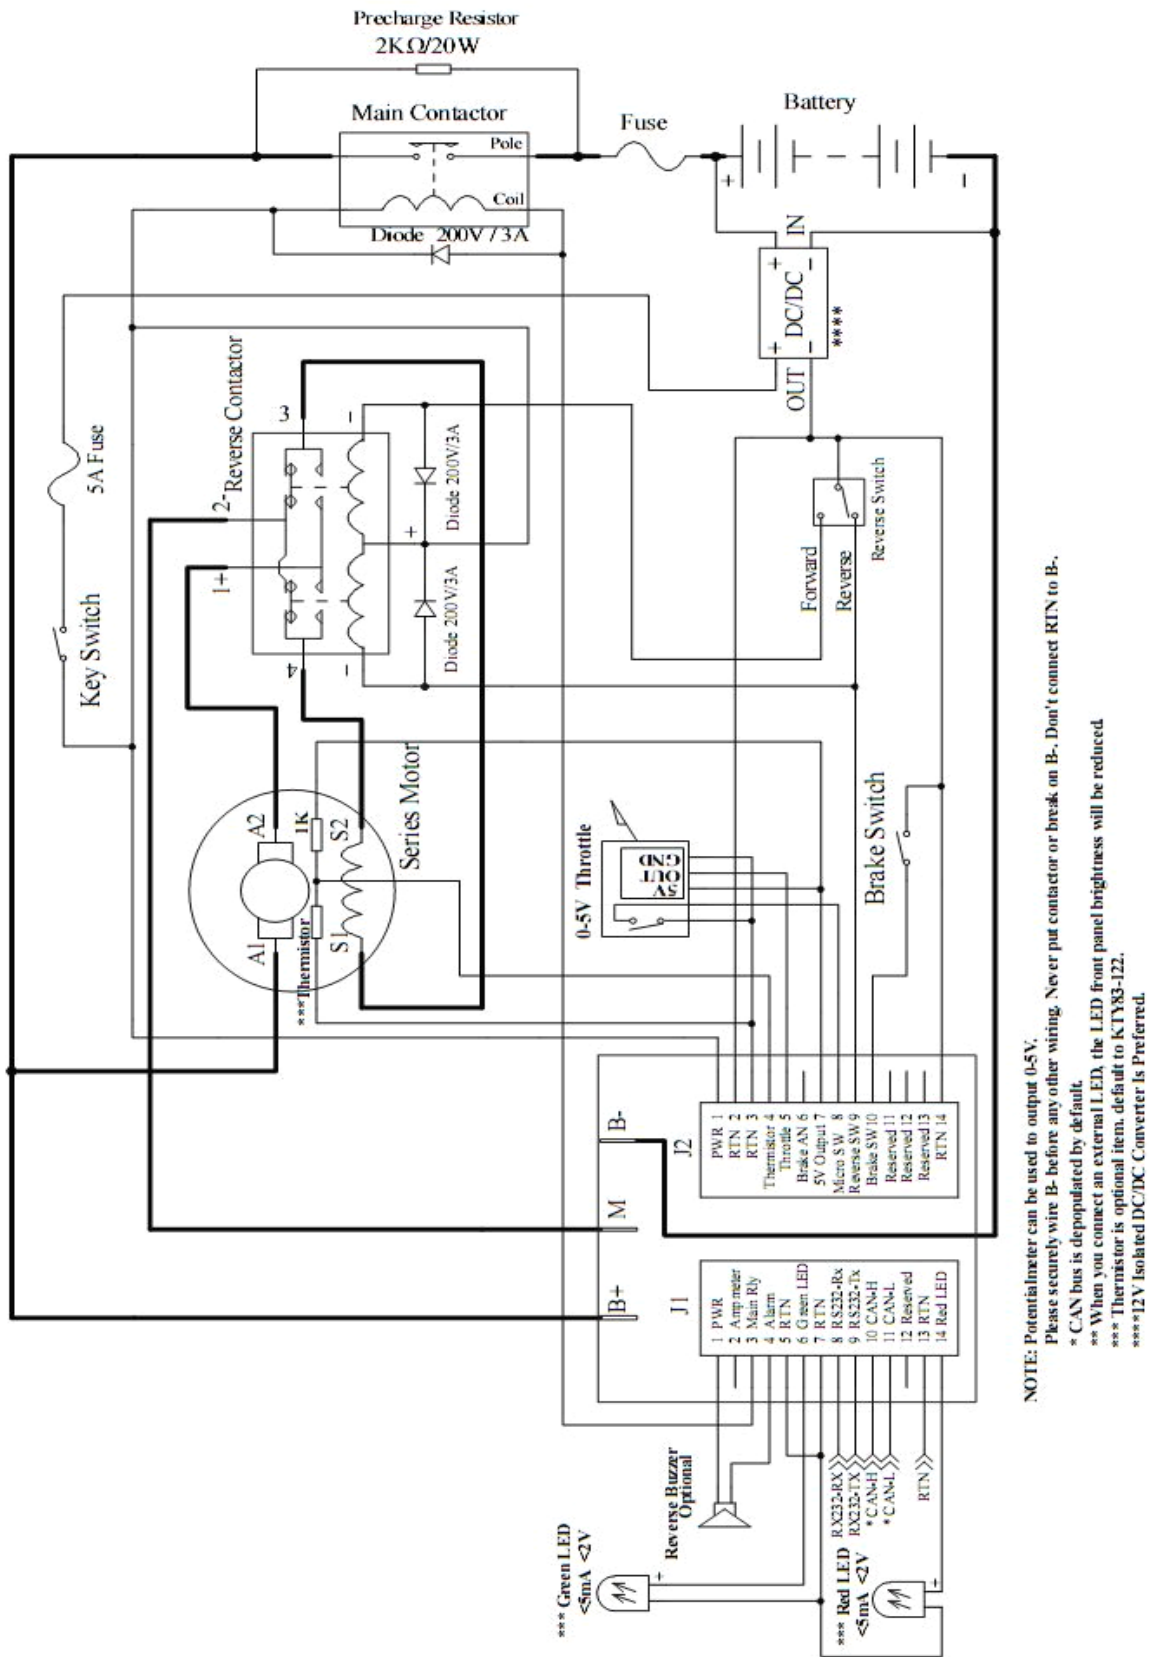 Precharge Resistor
2KΩ/20W
Main Contactor
Pole
Coil
Diode 200V / 3A
Fuse
Battery
+
-
IN
+
-
DC/DC
+
-
****
OUT
5A Fuse
Key Switch
Reverse Contactor
3
2-
1+
4
-
+
-
Diode 200V/3A
Diode 200V/3A
Forward
Reverse
Reverse Switch
Series Motor
A1
A2
1K
S1
S2
***Thermistor
0-5V Throttle
GND
OUT
5V
Brake Switch
B-
M
B+
J2
PWR 1
RTN 2
RTN 3
Thermistor 4
Throttle 5
Brake AN 6
5V Output 7
Micro SW 8
Reverse SW9
Brake SW10
Reserved 11
Reserved 12
Reserved13
RTN 14
J1
1 PWR
2 Amp meter
3 Main Rly
4 Alarm
5 RTN
6 Green LED
7 RTN
8 RS232-Rx
9 RS232-Tx
10 CAN-H
11 CAN-L
12 Reserved
13 RTN
14 Red LED
Reverse Buzzer
Optional
*** Green LED
<5mA <2V
+
RX232-RX
RX232-TX
*CAN-H
*CAN-L
RTN
*** Red LED
<5mA <2V
+
NOTE: Potentialmeter can be used to output 0-5V.
Please securely wire B- before any other wiring. Never put contactor or break on B-. Don't connect RTN to B-.
* CAN bus is depopulated by default.
** When you connect an external LED, the LED front panel brightness will be reduced.
*** Thermistor is optional item. default to KTY83-122.
****12V Isolated DC/DC Converter Is Preferred.